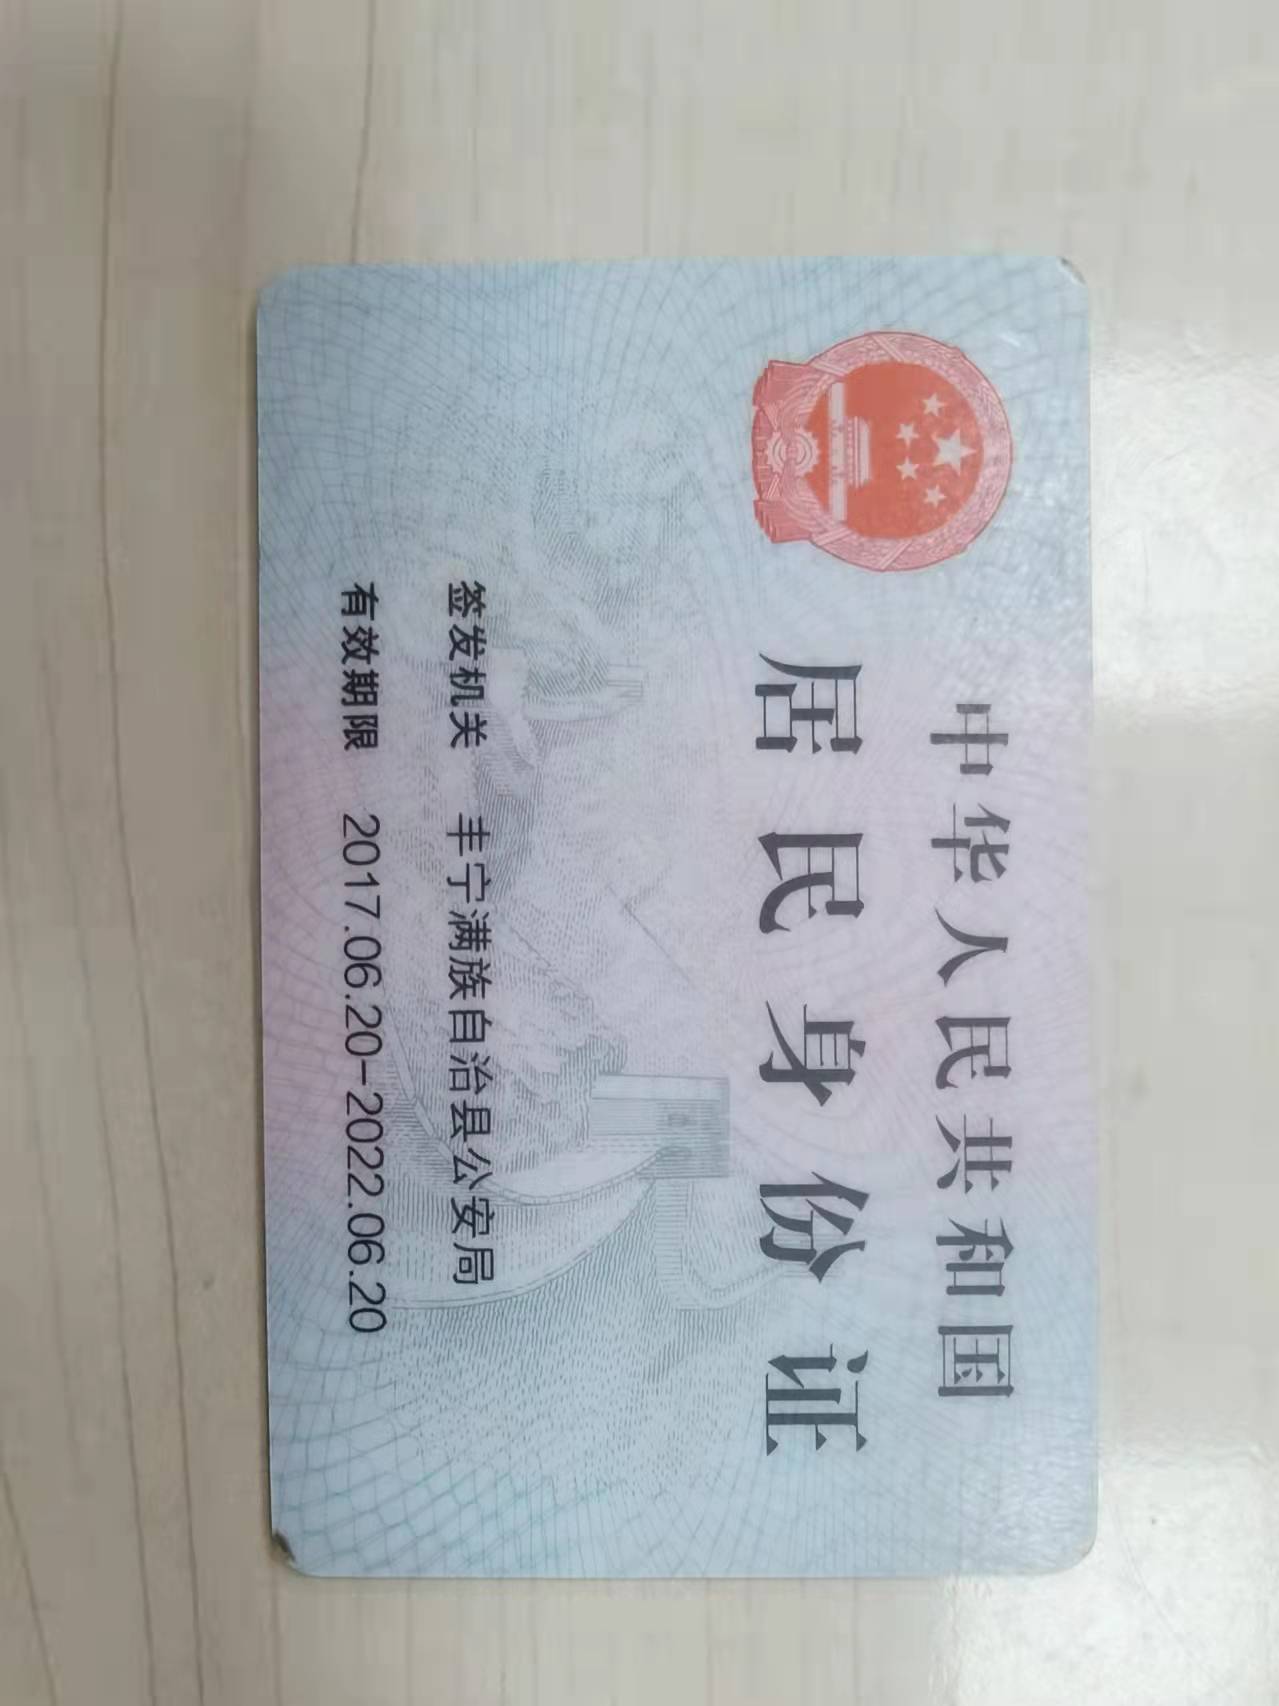 中华人民共和国
居民身份证
签发机关 丰宁满族自治县公安局
有效期限 2017.06.20-2022.06.20